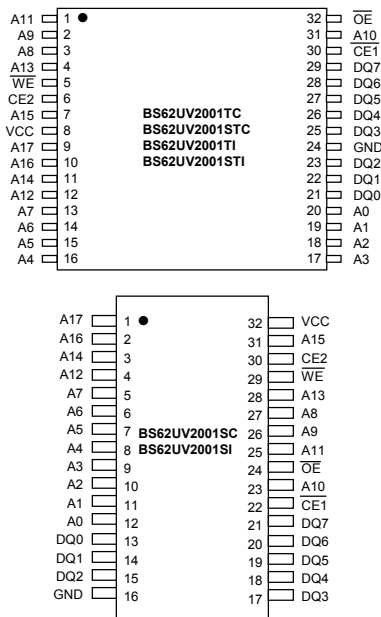 A11 1 32 OE
A9 2 31 A10
A8 3 30 CE1
A13 4 29 DQ7
WE 5 28 DQ6
CE2 6 27 DQ5
A15 7 BS62UV2001TC 26 DQ4
VCC 8 BS62UV2001STC 25 DQ3
A17 9 BS62UV2001TI 24 GND
A16 10 BS62UV2001STI 23 DQ2
A14 11 22 DQ1
A12 12 21 DQ0
A7 13 20 A0
A6 14 19 A1
A5 15 18 A2
A4 16 17 A3
A17 1 32 VCC
A16 2 31 A15
A14 3 30 CE2
A12 4 29 WE
A7 5 28 A13
A6 6 27 A8
A5 7 BS62UV2001SC 26 A9
A4 8 BS62UV2001SI 25 A11
A3 9 24 OE
A2 10 23 A10
A1 11 22 CE1
A0 12 21 DQ7
DQ0 13 20 DQ6
DQ1 14 19 DQ5
DQ2 15 18 DQ4
GND 16 17 DQ3